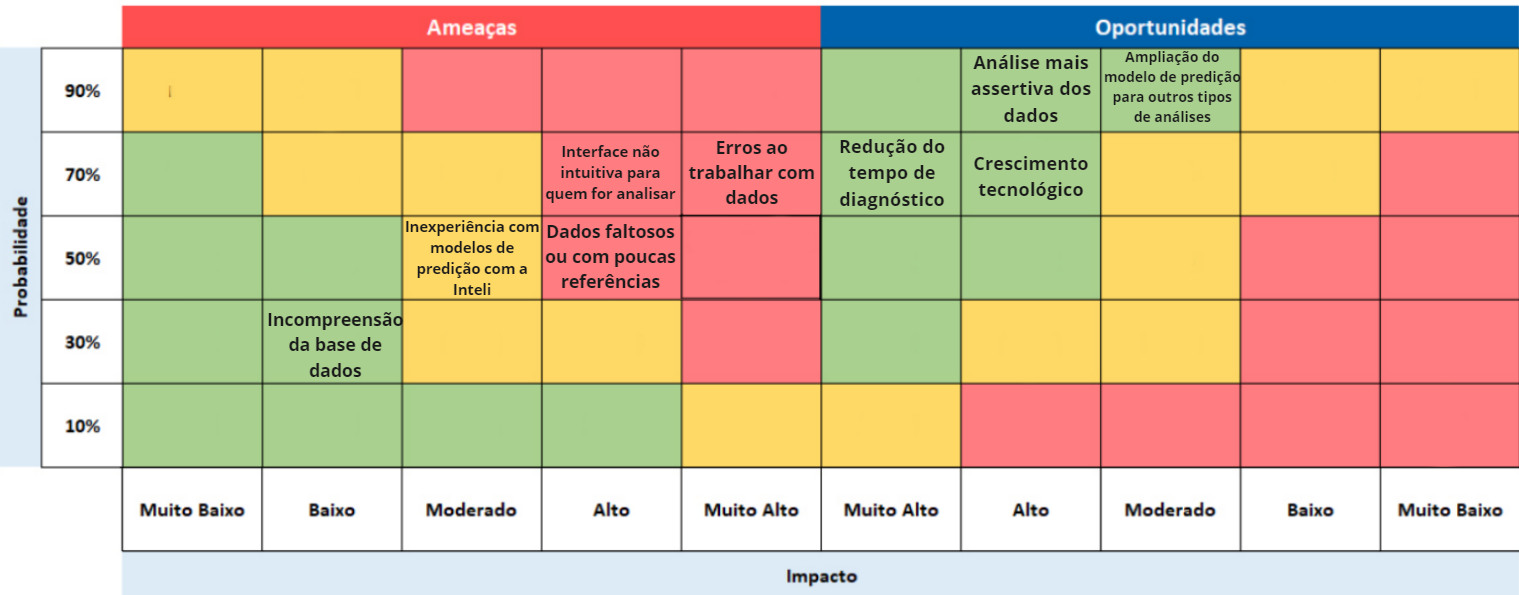 Ameaças
Oportunidades
Probabilidade
90%
Análise mais
assertiva dos
dados
Ampliação do
modelo de predição
para outros tipos
de análises
70%
Interface não
intuitiva para
quem for analisar
Erros ao
trabalhar com
dados
Redução do
tempo de
diagnóstico
Crescimento
tecnológico
50%
Inexperiência com
modelos de
predição com a
Inteli
Dados faltosos
ou com poucas
referências
30%
Incompreensão
da base de
dados
10%
Muito Baixo
Baixo
Moderado
Alto
Muito Alto
Muito Alto
Alto
Moderado
Baixo
Muito Baixo
Impacto